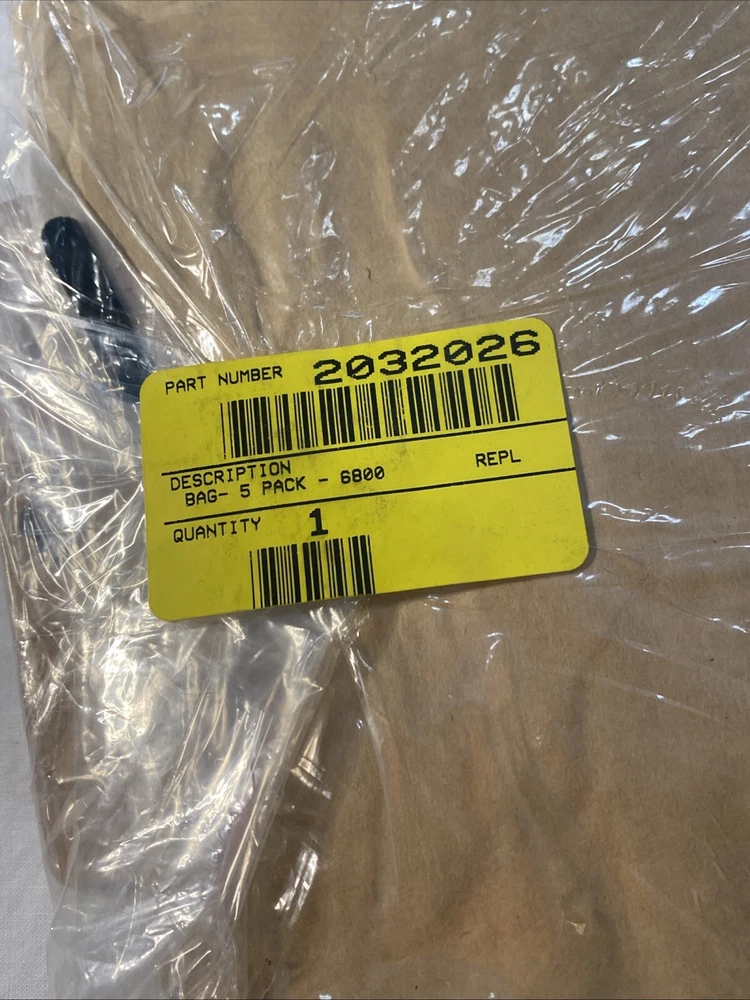 PART NUMBER 2032026
DESCRIPTION
BAG- 5 PACK - 6800 REPL
QUANTITY 1